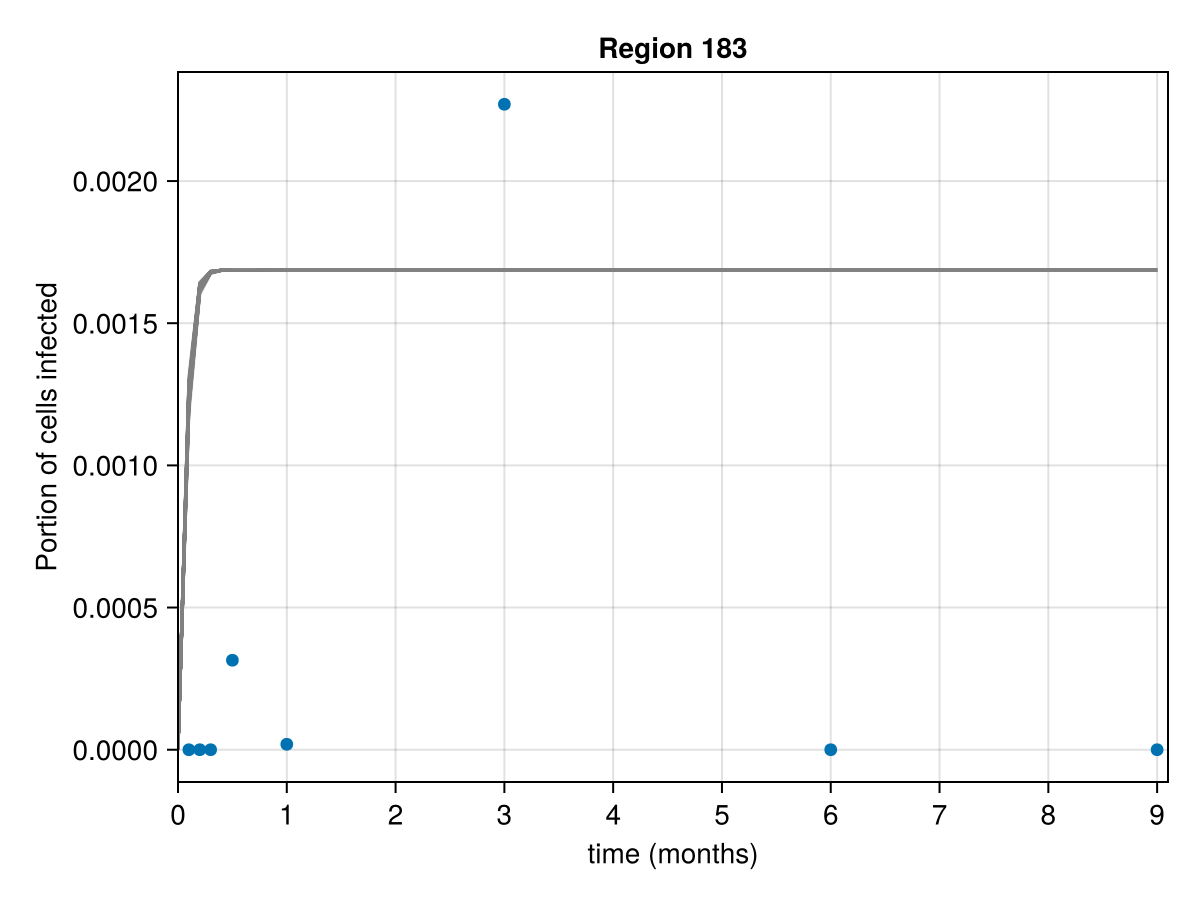 Region 183
Portion of cells infected
0.0020
0.0015
0.0010
0.0005
0.0000
0 1 2 3 4 5 6 7 8 9
time (months)